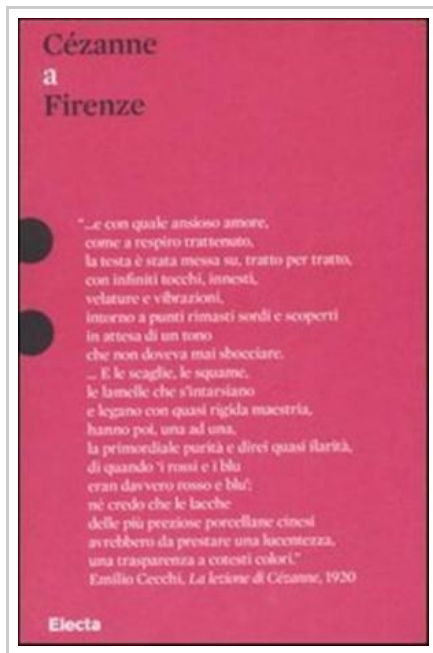 Cézanne
a
Firenze
“...e con quale ansioso amore,
come a respiro trattenuto,
la testa è stata messa su, tratto per tratto,
con infiniti tocchi, innesti,
velature e vibrazioni,
intorno a punti rimasti sordi e scoperti
in attesa di un tono
che non doveva mai sbocciare.
... E le scaglie, le squame,
le lamelle che s'intarsiano
e legano con quasi rigida maestria,
hanno poi, una ad una,
la primordiale purità e direi quasi ilarità,
di quando 'i rossi e i blu
eran davvero rosso e blu';
né credo che le lacche
delle più preziose porcellane cinesi
avrebbero da prestare una lucentezza,
una trasparenza a cotesti colori.”
Emilio Cecchi, La lezione di Cézanne, 1920
Electa